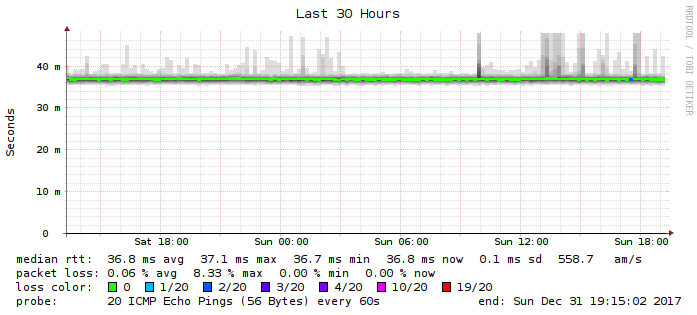 Last 30 Hours
RRDTOOL / TOBI OETIKER
Seconds
40 m
30 m
20 m
10 m
0
Sat 18:00 Sun 00:00 Sun 06:00 Sun 12:00 Sun 18:00
median rtt: 36.8 ms avg 37.1 ms max 36.7 ms min 36.8 ms now 0.1 ms sd 558.7 am/s
packet loss: 0.06 % avg 8.33 % max 0.00 % min 0.00 % now
loss color: 0 1/20 2/20 3/20 4/20 10/20 19/20
probe: 20 ICMP Echo Pings (56 Bytes) every 60s end: Sun Dec 31 19:15:02 2017